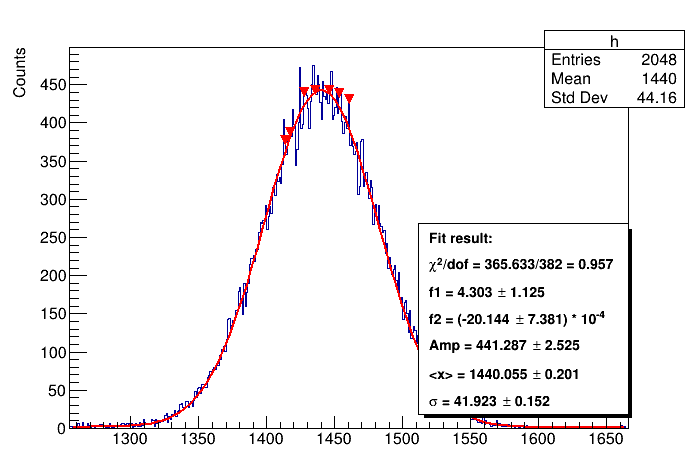 h
Entries 2048
Mean 1440
Std Dev 44.16
Counts
450
400
350
300
250
200
150
100
50
0
Fit result:
χ²/dof = 365.633/382 = 0.957
f1 = 4.303 ± 1.125
f2 = (-20.144 ± 7.381) * 10⁻⁴
Amp = 441.287 ± 2.525
<x> = 1440.055 ± 0.201
σ = 41.923 ± 0.152
1300 1350 1400 1450 1500 1550 1600 1650